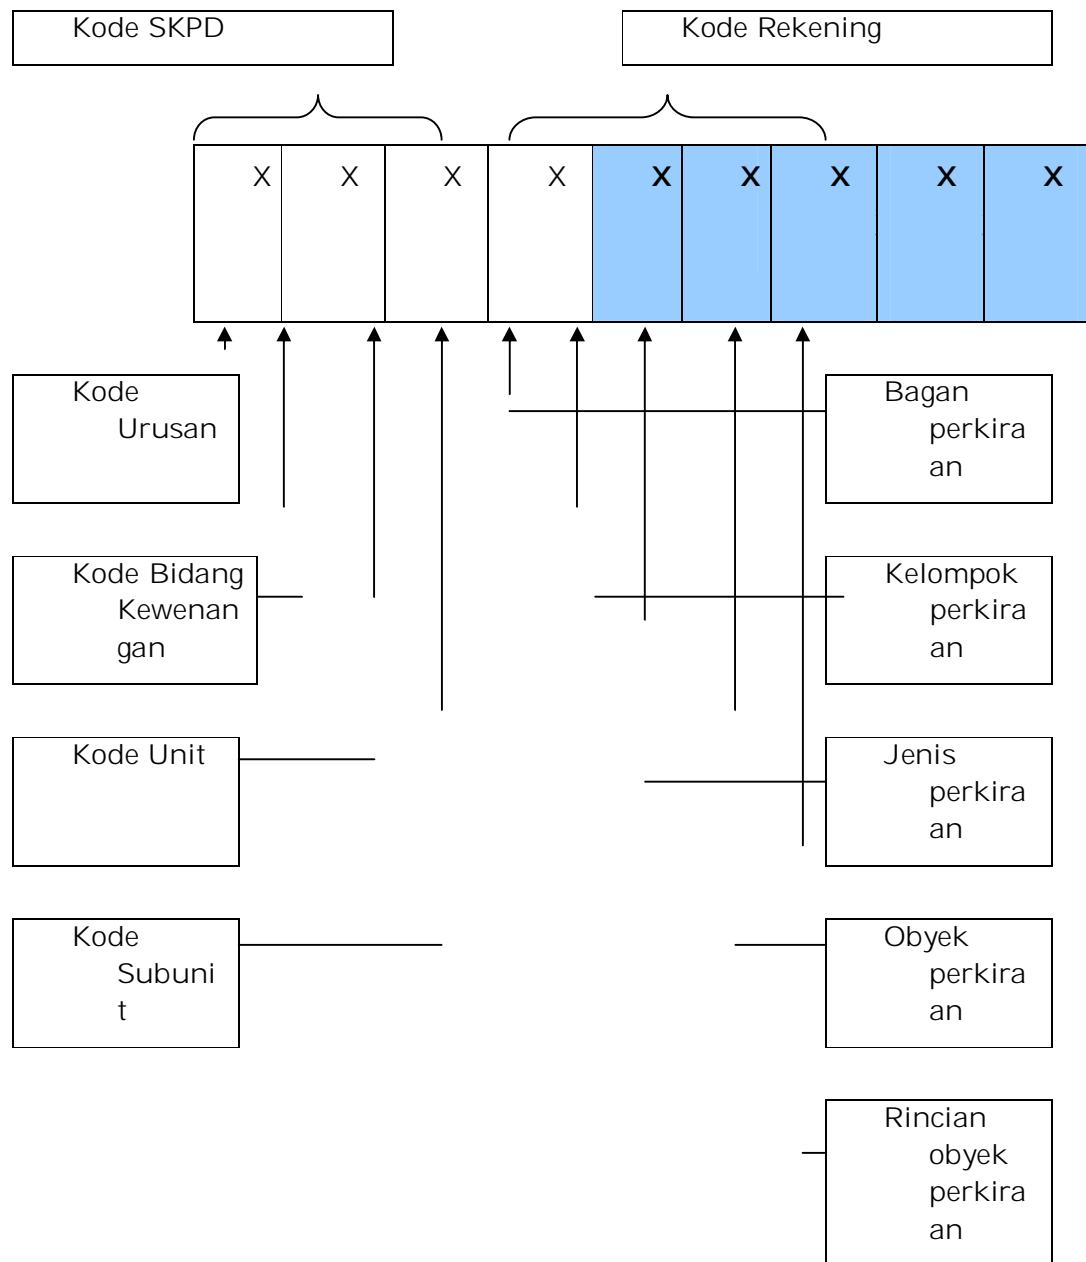 Kode SKPD
Kode Rekening
X X X X X X X X X
Kode
Urusan
Bagan
perkira
an
Kode Bidang
Kewenan
gan
Kelompok
perkira
an
Kode Unit
Jenis
perkira
an
Kode
Subuni
t
Obyek
perkira
an
Rincian
obyek
perkira
an